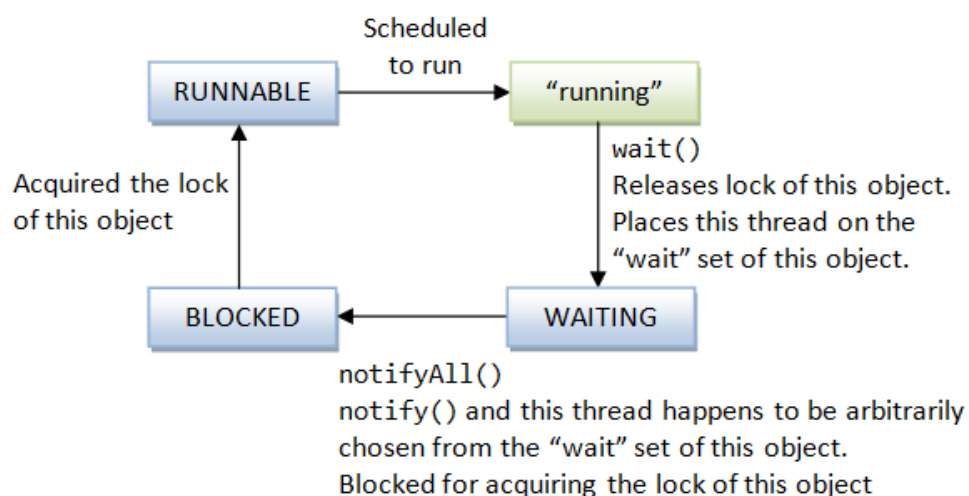 Scheduled
to run
RUNNABLE
“running”
wait()
Releases lock of this object.
Places this thread on the
“wait” set of this object.
Acquired the lock
of this object
BLOCKED
WAITING
notifyAll()
notify() and this thread happens to be arbitrarily
chosen from the “wait” set of this object.
Blocked for acquiring the lock of this object